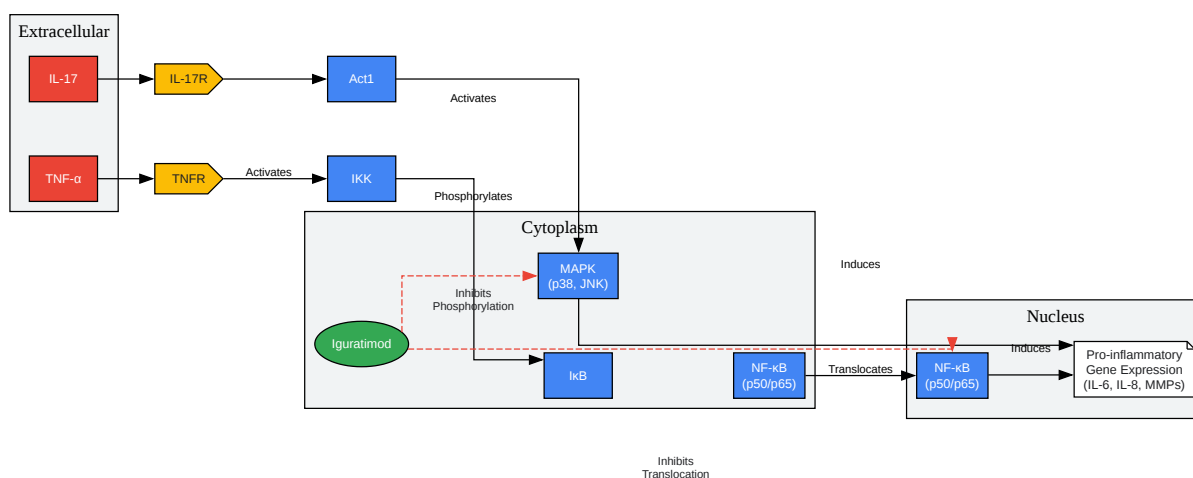 Extracellular
IL-17
IL-17R
Act1
Activates
TNF-α
TNFR
Activates
IKK
Phosphorylates
Cytoplasm
MAPK
(p38, JNK)
Inhibits
Phosphorylation
Iguratimod
IκB
NF-κB
(p50/p65)
Induces
Translocates
Nucleus
NF-κB
(p50/p65)
Induces
Pro-inflammatory
Gene Expression
(IL-6, IL-8, MMPs)
Inhibits
Translocation